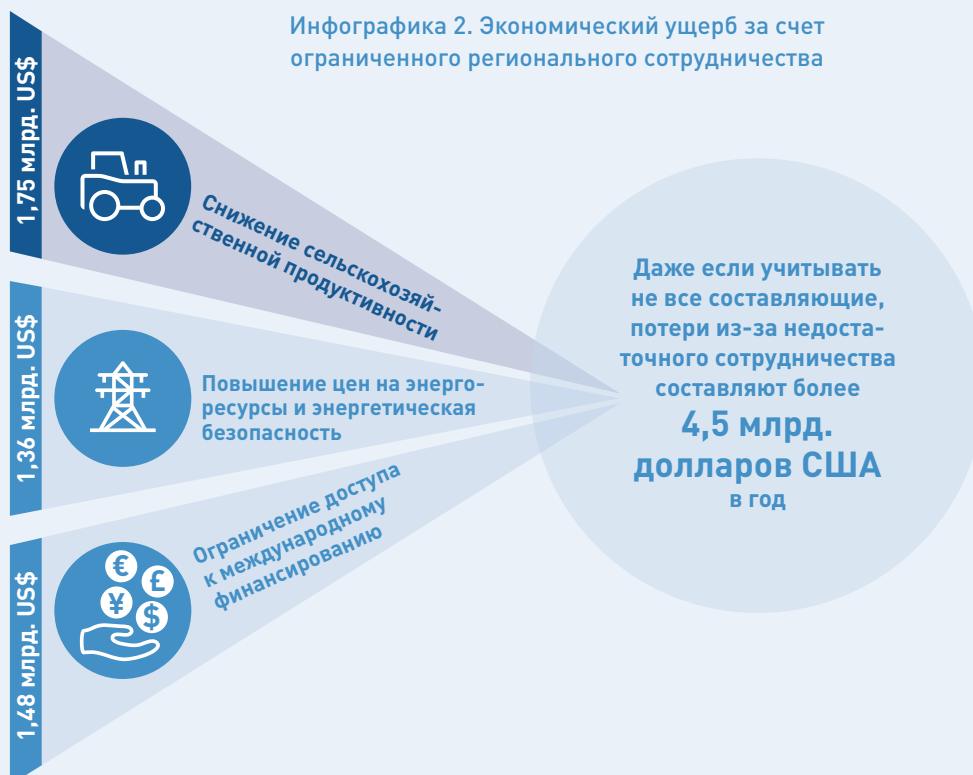 Инфографика 2. Экономический ущерб за счет
ограниченного регионального сотрудничества
1,75 млрд. US$
Снижение сельскохозяй-
ственной продуктивности
1,36 млрд. US$
Повышение цен на энерго-
ресурсы и энергетическая
безопасность
1,48 млрд. US$
€
£
¥
$
Ограничение доступа
к международному
финансированию
Даже если учитывать
не все составляющие,
потери из-за недоста-
точного сотрудничества
составляют более
4,5 млрд.
долларов США
в год